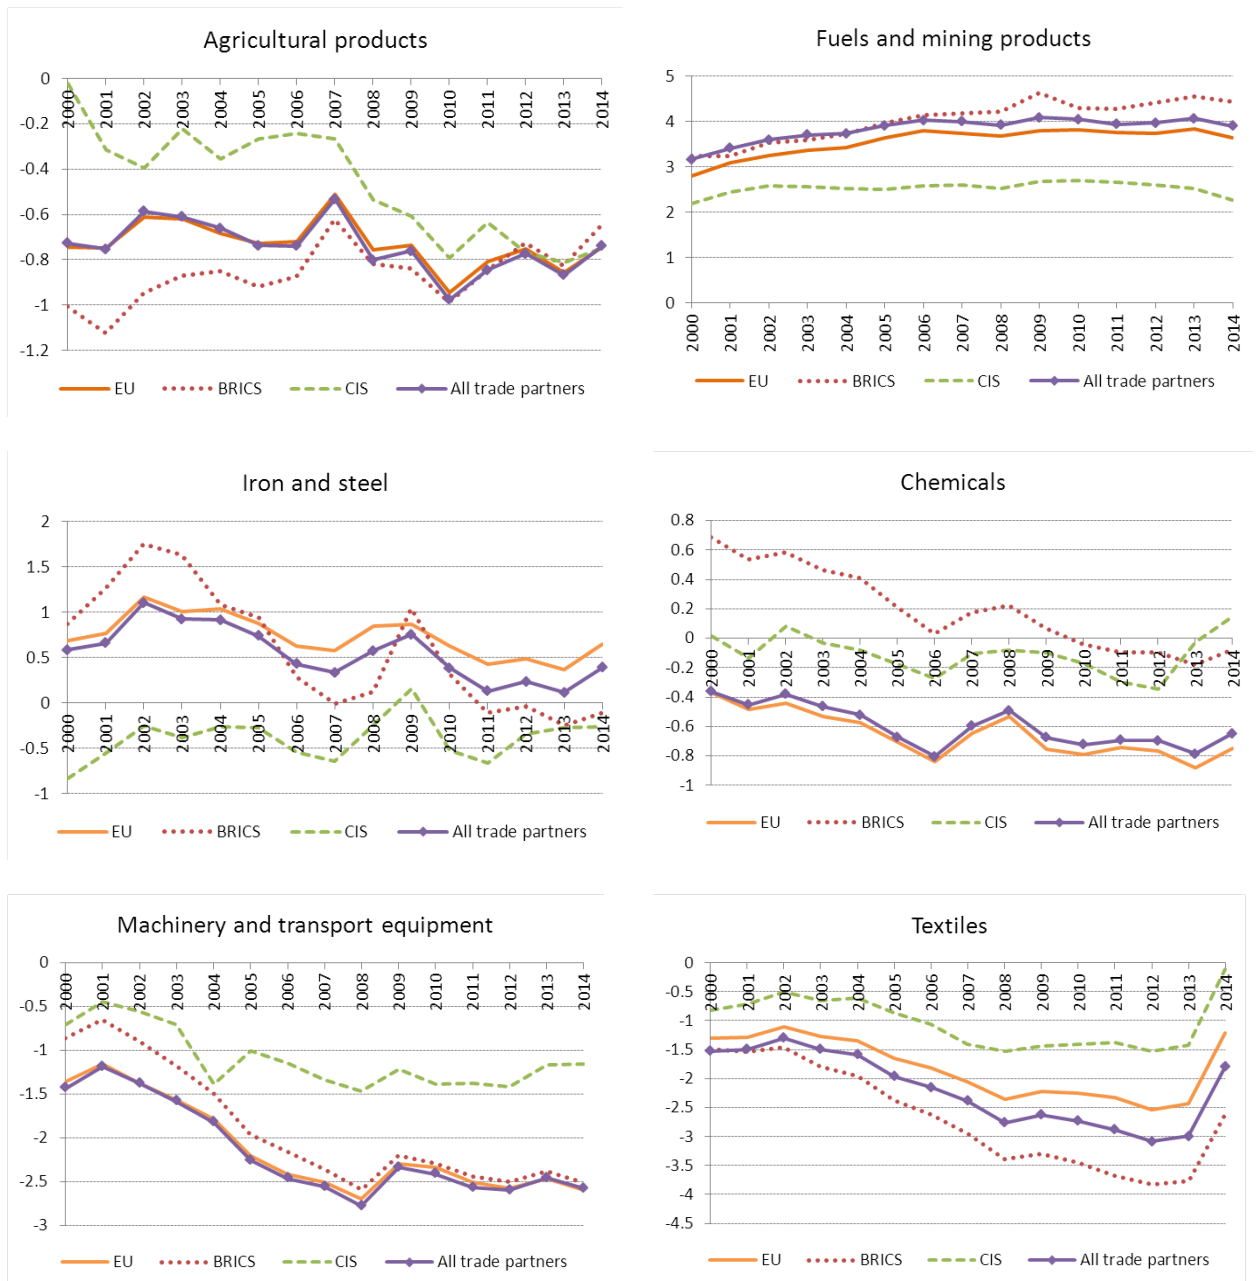 Agricultural products
0
-0.2
-0.4
-0.6
-0.8
-1
-1.2
2000 2001 2002 2003 2004 2005 2006 2007 2008 2009 2010 2011 2012 2013 2014
EU BRICS CIS All trade partners
Fuels and mining products
5
4
3
2
1
0
2000 2001 2002 2003 2004 2005 2006 2007 2008 2009 2010 2011 2012 2013 2014
EU BRICS CIS All trade partners
Iron and steel
2
1.5
1
0.5
0
-0.5
-1
2000 2001 2002 2003 2004 2005 2006 2007 2008 2009 2010 2011 2012 2013 2014
EU BRICS CIS All trade partners
Chemicals
0.8
0.6
0.4
0.2
0
-0.2
-0.4
-0.6
-0.8
-1
2000 2001 2002 2003 2004 2005 2006 2007 2008 2009 2010 2011 2012 2013 2014
EU BRICS CIS All trade partners
Machinery and transport equipment
0
-0.5
-1
-1.5
-2
-2.5
-3
2000 2001 2002 2003 2004 2005 2006 2007 2008 2009 2010 2011 2012 2013 2014
EU BRICS CIS All trade partners
Textiles
0
-0.5
-1
-1.5
-2
-2.5
-3
-3.5
-4
-4.5
2000 2001 2002 2003 2004 2005 2006 2007 2008 2009 2010 2011 2012 2013 2014
EU BRICS CIS All trade partners